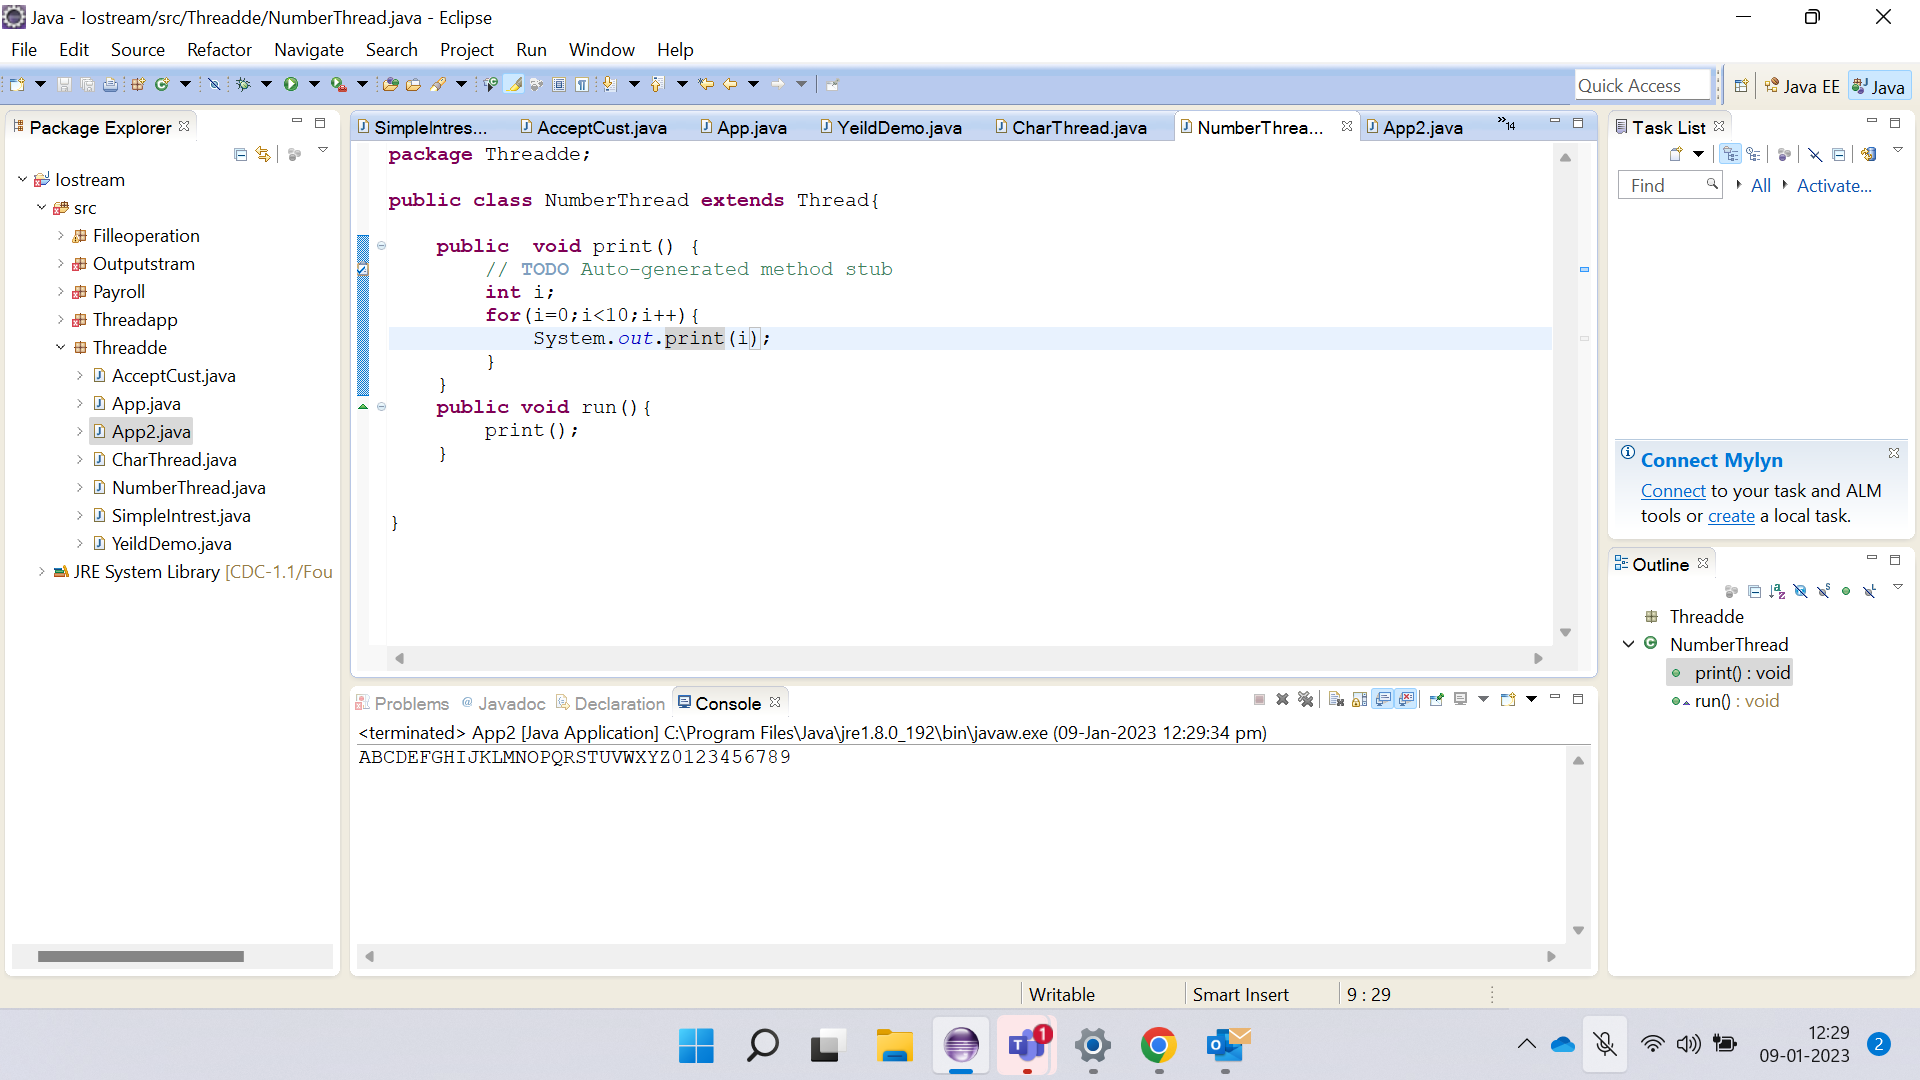 Java - Iostream/src/Threadde/NumberThread.java - Eclipse
File Edit Source Refactor Navigate Search Project Run Window Help
Quick Access
Java EE
Java
Package Explorer
Iostream
src
Filleoperation
Outputstram
Payroll
Threadapp
Threadde
AcceptCust.java
App.java
App2.java
CharThread.java
NumberThread.java
SimpleIntrest.java
YeildDemo.java
JRE System Library [CDC-1.1/Fou
SimpleIntres... AcceptCust.java App.java YeildDemo.java CharThread.java NumberThrea... App2.java »14
package Threadde;
public class NumberThread extends Thread{
public  void print() {
// TODO Auto-generated method stub
int i;
for(i=0;i<10;i++){
System.out.print(i);
}
}
public void run(){
print();
}
}
Problems @ Javadoc Declaration Console
<terminated> App2 [Java Application] C:\Program Files\Java\jre1.8.0_192\bin\javaw.exe (09-Jan-2023 12:29:34 pm)
ABCDEFGHIJKLMNOPQRSTUVWXYZ0123456789
Task List
Find All Activate...
Connect Mylyn
Connect to your task and ALM
tools or create a local task.
Outline
Threadde
NumberThread
print() : void
run() : void
Writable Smart Insert 9 : 29
1
12:29
09-01-2023
2